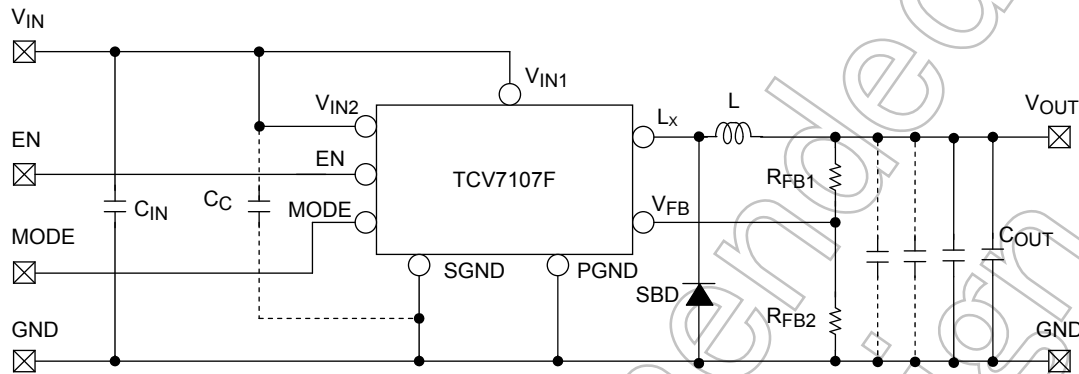 VIN
VIN1
VIN2
LX
L
VOUT
EN
EN
TCV7107F
RFB1
CIN
CC
MODE
VFB
MODE
COUT
SGND
PGND
SBD
RFB2
GND
GND